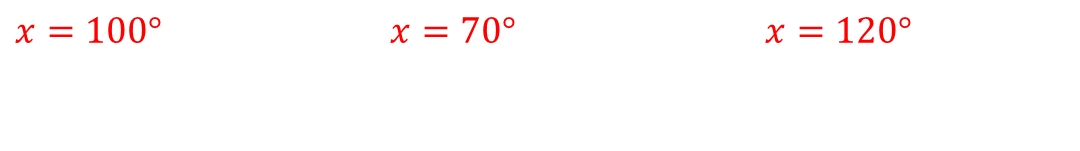 x = 100° x = 70° x = 120°